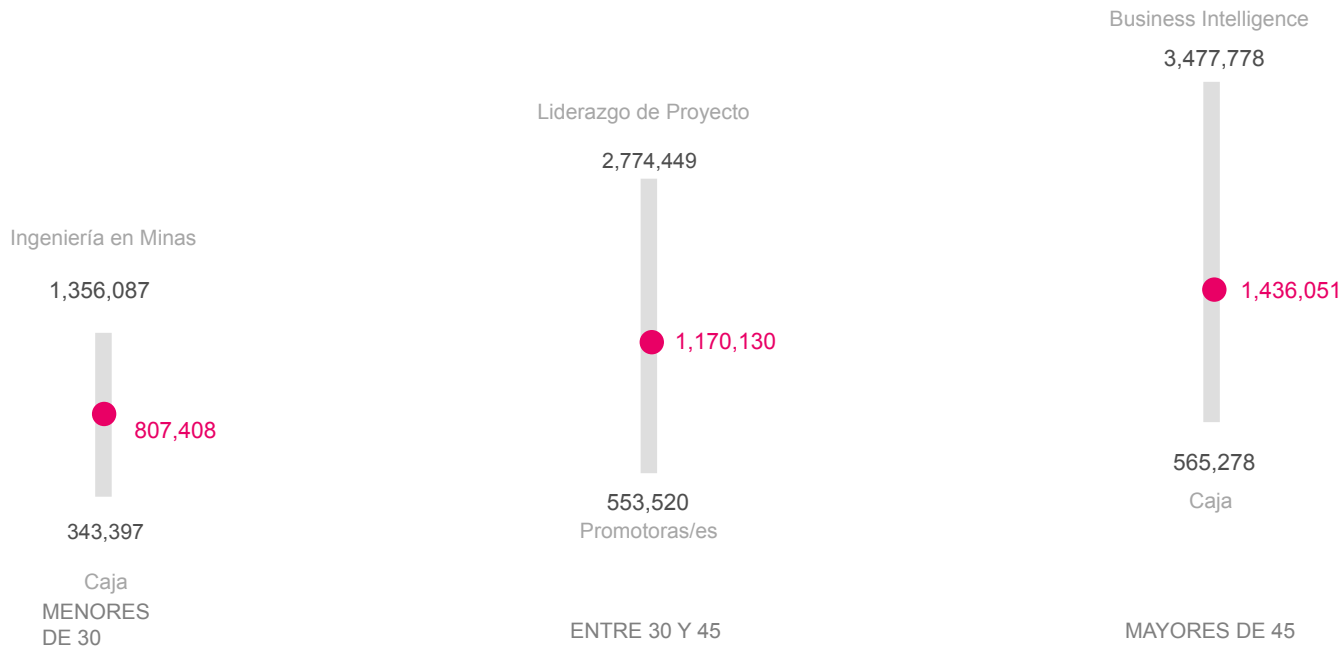 Ingeniería en Minas
1,356,087
807,408
343,397
Caja
MENORES
DE 30
Liderazgo de Proyecto
2,774,449
1,170,130
553,520
Promotoras/es
ENTRE 30 Y 45
Business Intelligence
3,477,778
1,436,051
565,278
Caja
MAYORES DE 45